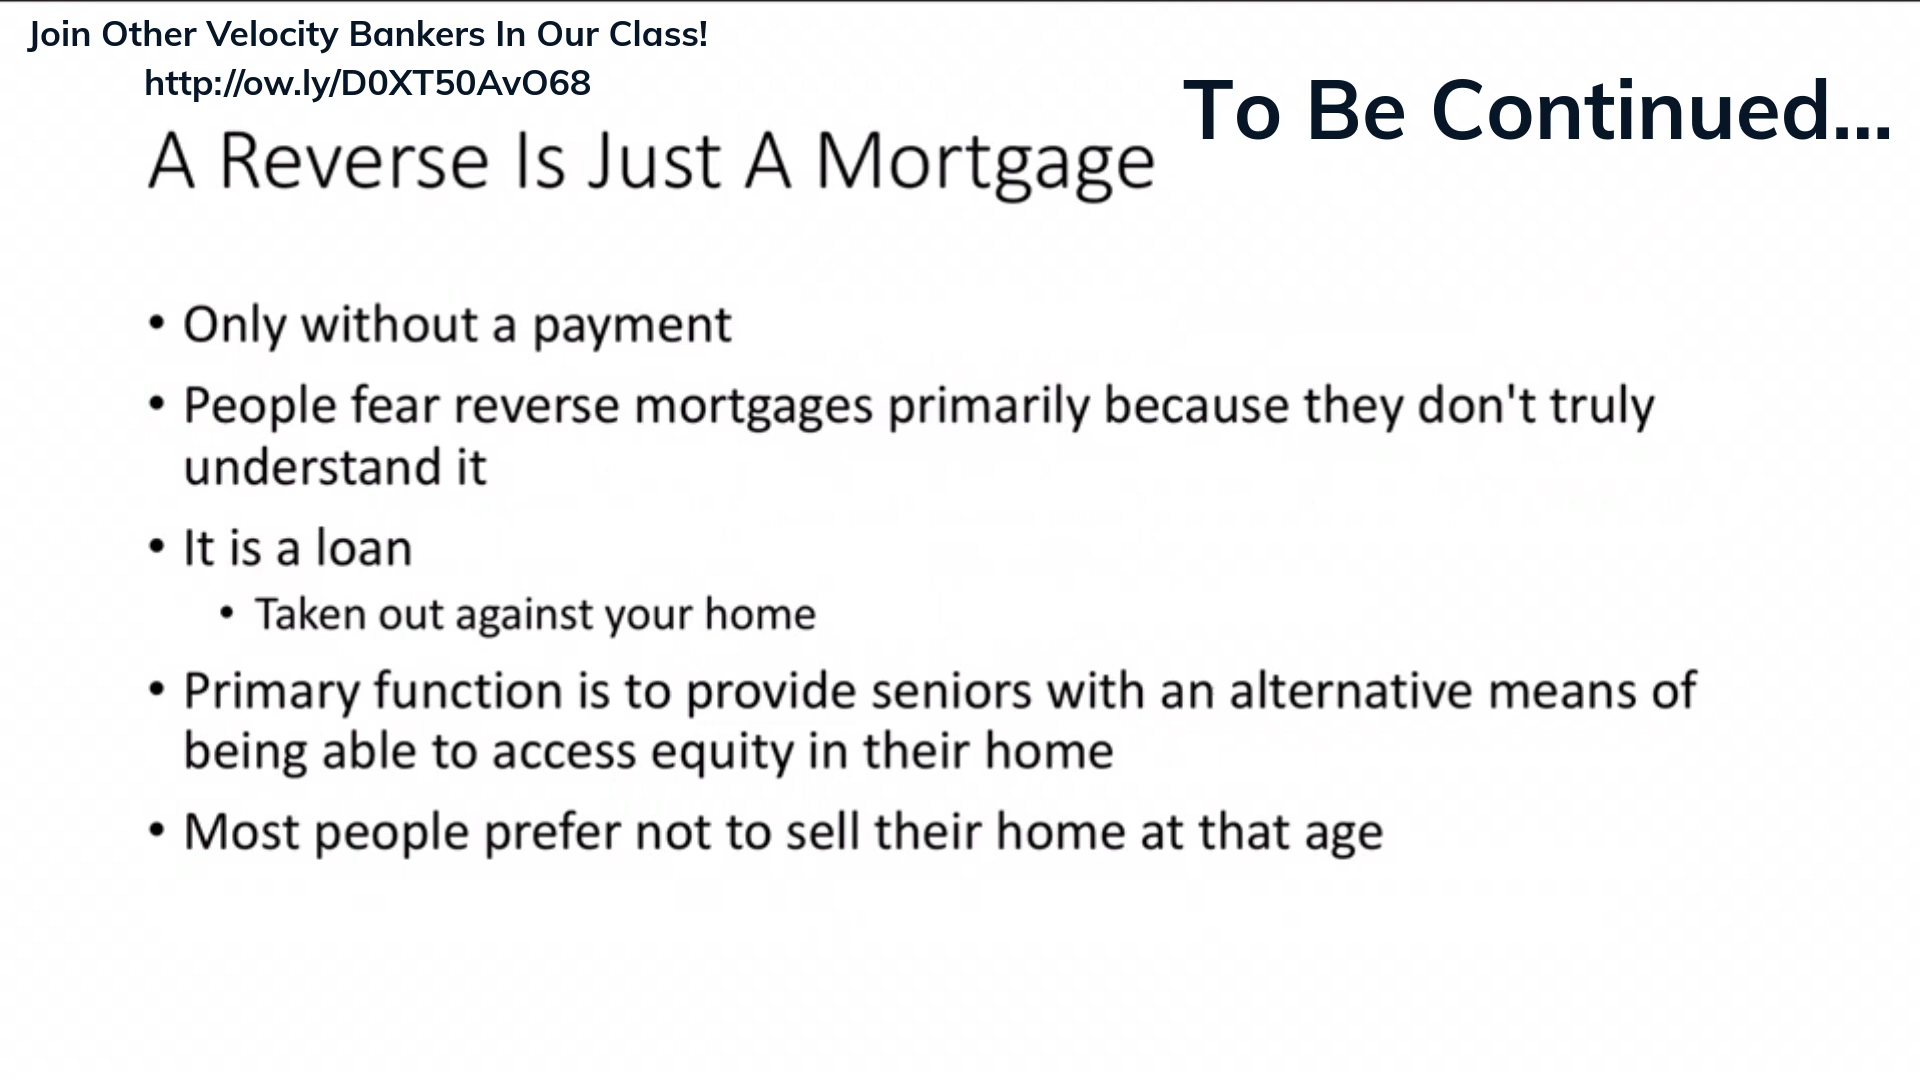 Join Other Velocity Bankers In Our Class!
http://ow.ly/D0XT50AvO68
To Be Continued...
A Reverse Is Just A Mortgage
• Only without a payment
• People fear reverse mortgages primarily because they don't truly
understand it
• It is a loan
• Taken out against your home
• Primary function is to provide seniors with an alternative means of
being able to access equity in their home
• Most people prefer not to sell their home at that age